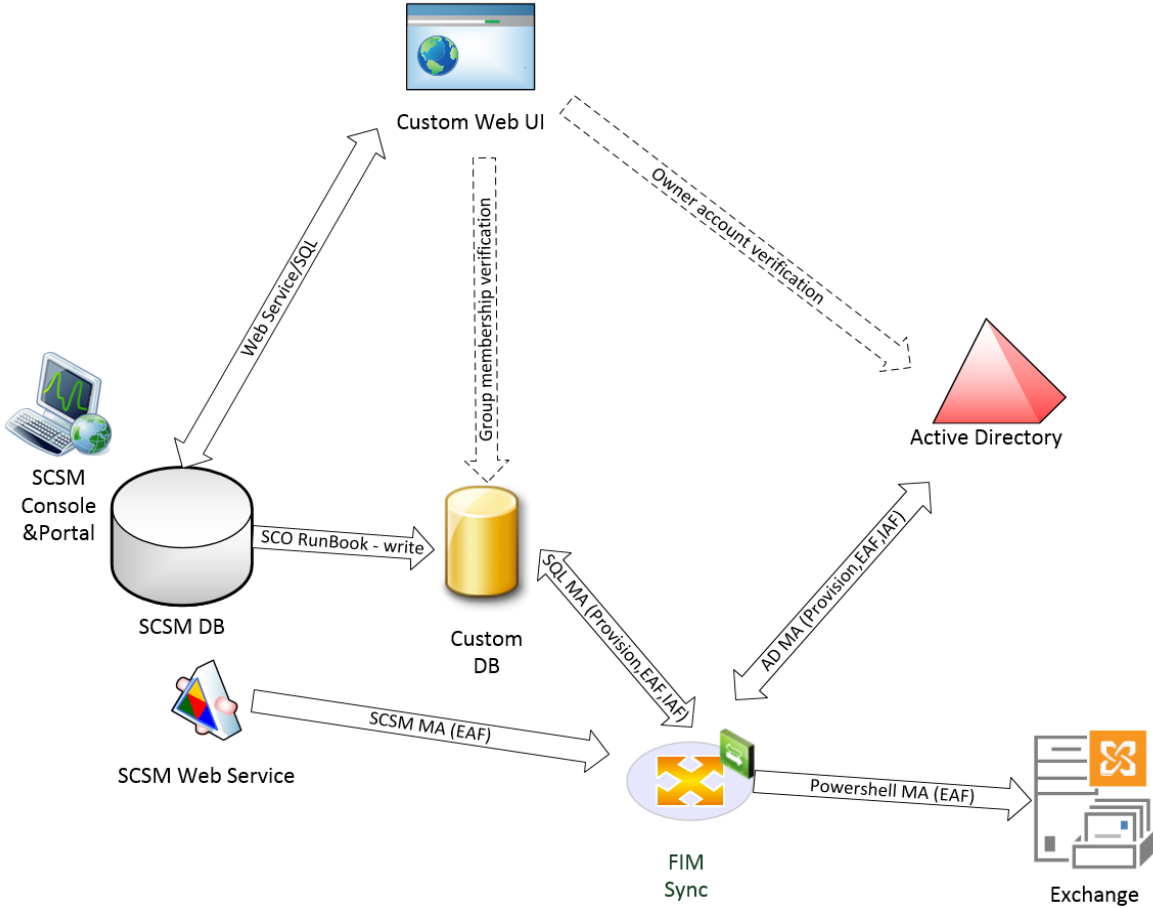 Custom Web UI
Owner account verification
Group membership verification
Web Service/SQL
SCSM
Console
&Portal
Active Directory
SCO RunBook - write
SCSM DB
Custom
DB
SQL MA (Provision,EAF,IAF)
AD MA (Provision,EAF,IAF)
SCSM MA (EAF)
SCSM Web Service
Powershell MA (EAF)
FIM
Sync
Exchange